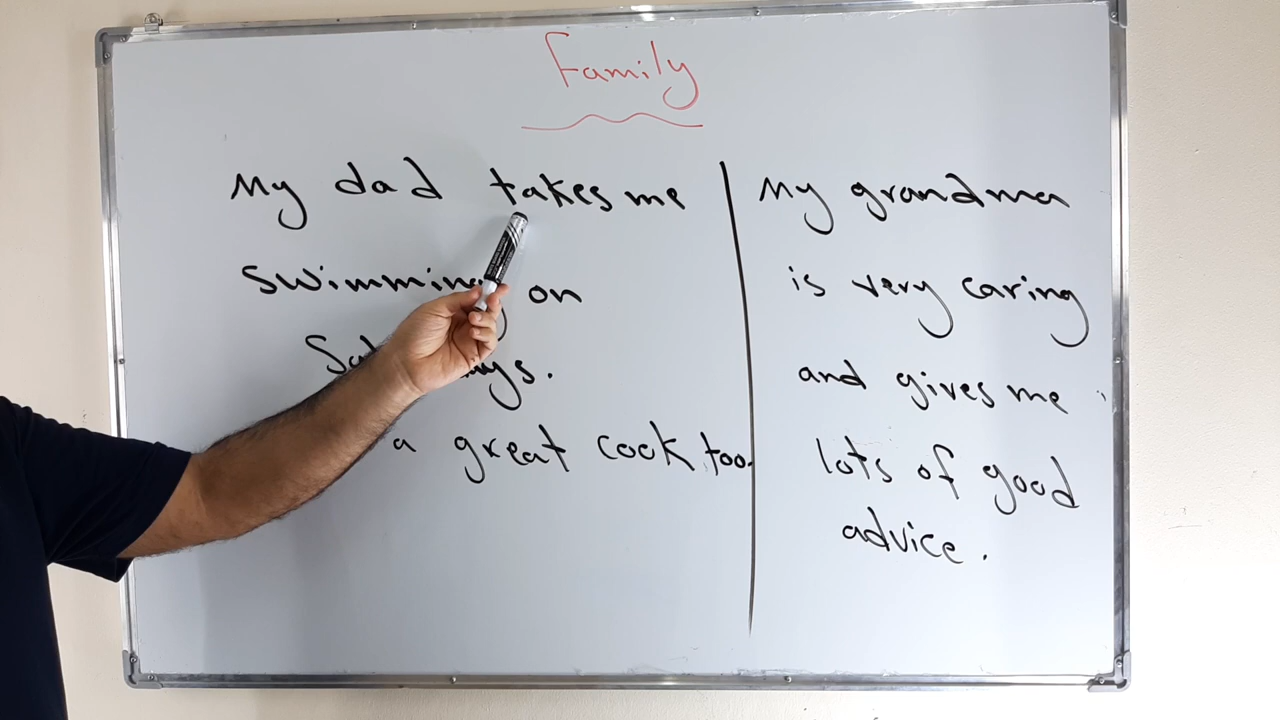 Family
My dad takes me
swimming on
a great cook too.
My grandma
is very caring
and gives me
lots of good
advice.